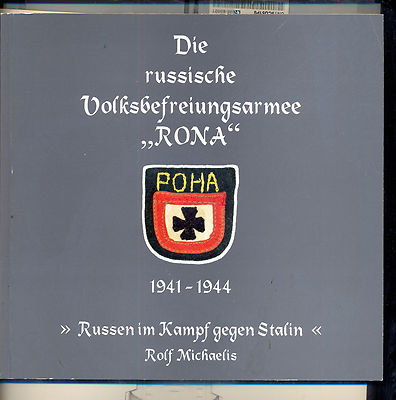 Die
russische
Volksbefreiungsarmee
„RONA“
РОНА
1941 - 1944
» Russen im Kampf gegen Stalin «
Rolf Michaelis